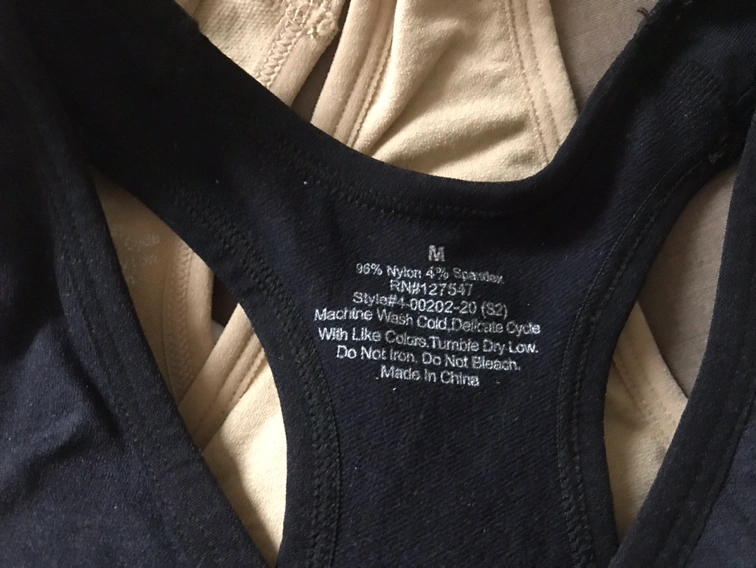 M
96% Nylon 4% Spandex
RN#127547
Style#4-00202-20 (S2)
Machine Wash Cold,Delicate Cycle
With Like Colors.Tumble Dry Low.
Do Not Iron. Do Not Bleach.
Made In China